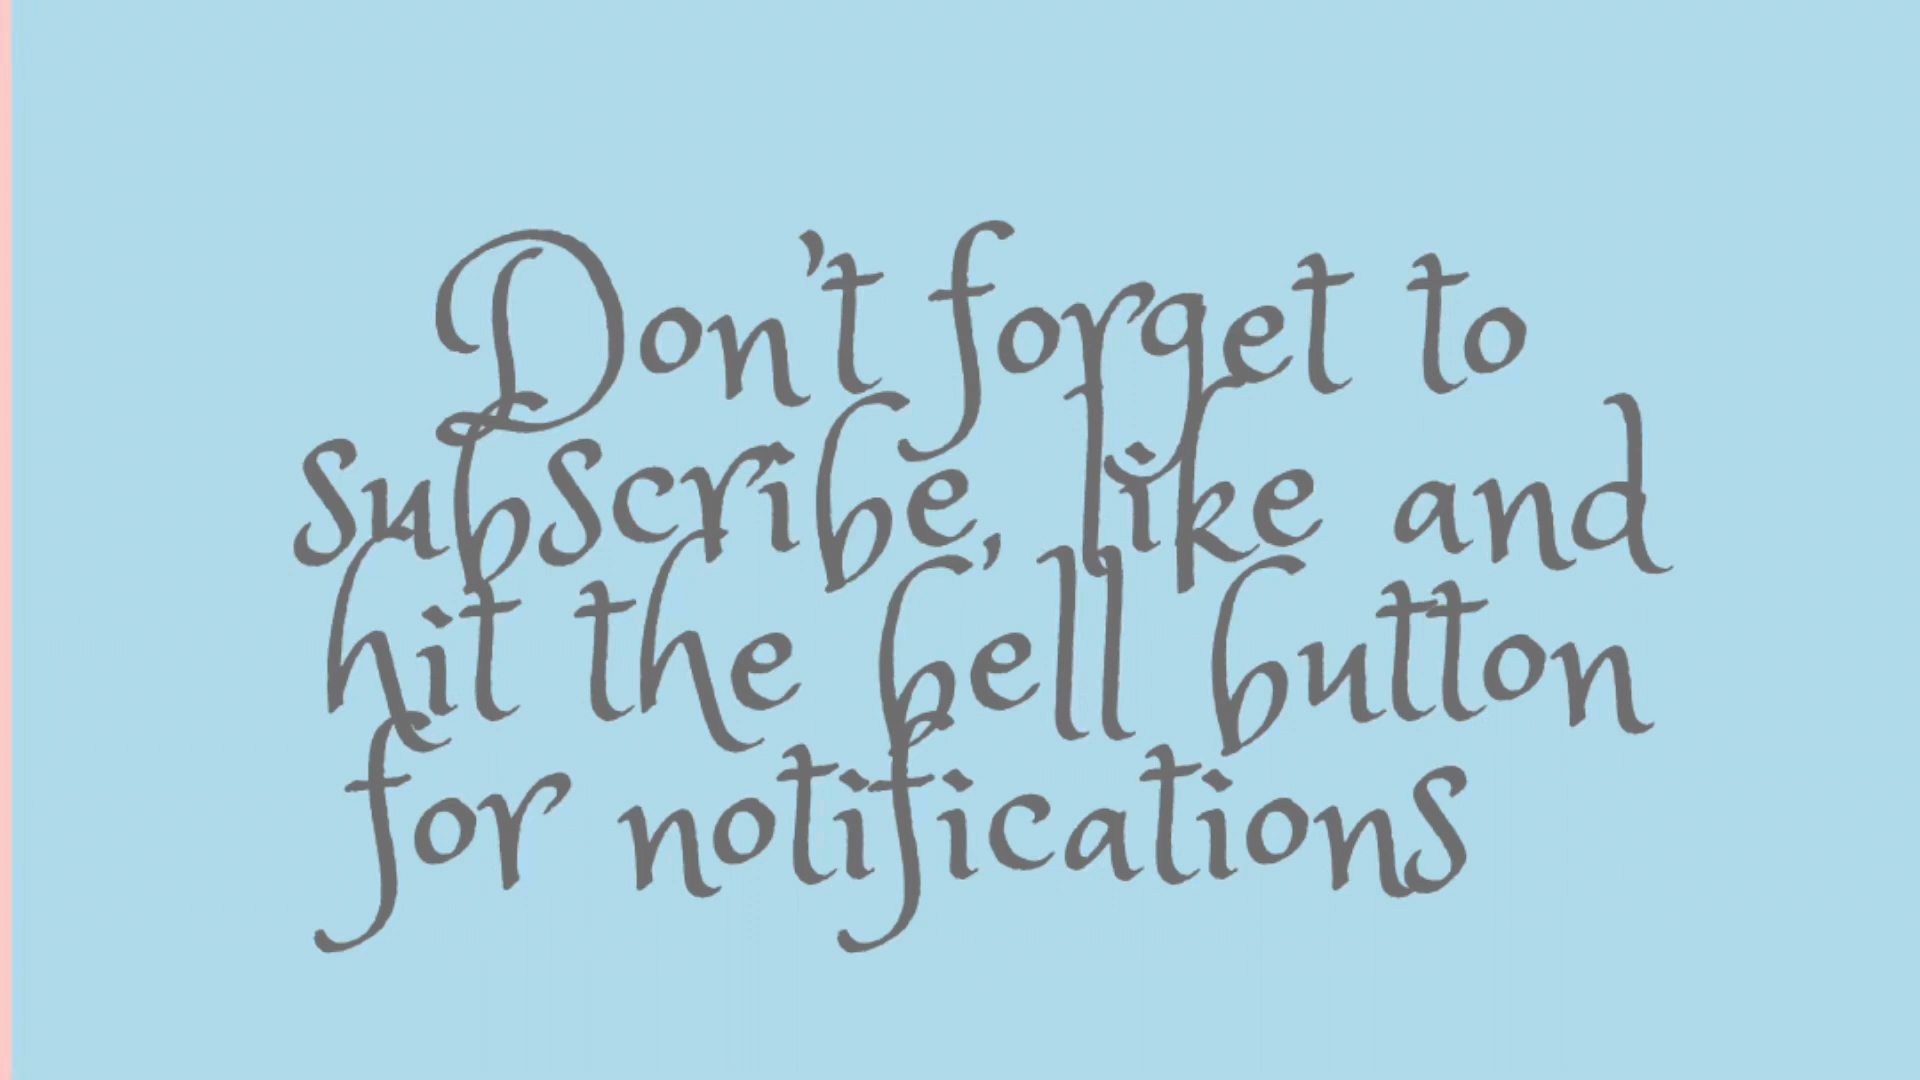 Don't forget to
subscribe, like and
hit the bell button
for notifications